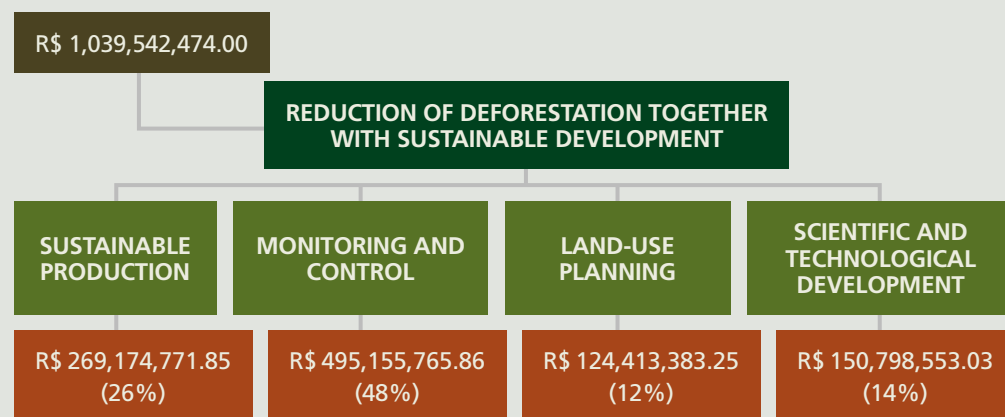 R$ 1,039,542,474.00
REDUCTION OF DEFORESTATION TOGETHER
WITH SUSTAINABLE DEVELOPMENT
SUSTAINABLE
PRODUCTION
MONITORING AND
CONTROL
LAND-USE
PLANNING
SCIENTIFIC AND
TECHNOLOGICAL
DEVELOPMENT
R$ 269,174,771.85
(26%)
R$ 495,155,765.86
(48%)
R$ 124,413,383.25
(12%)
R$ 150,798,553.03
(14%)